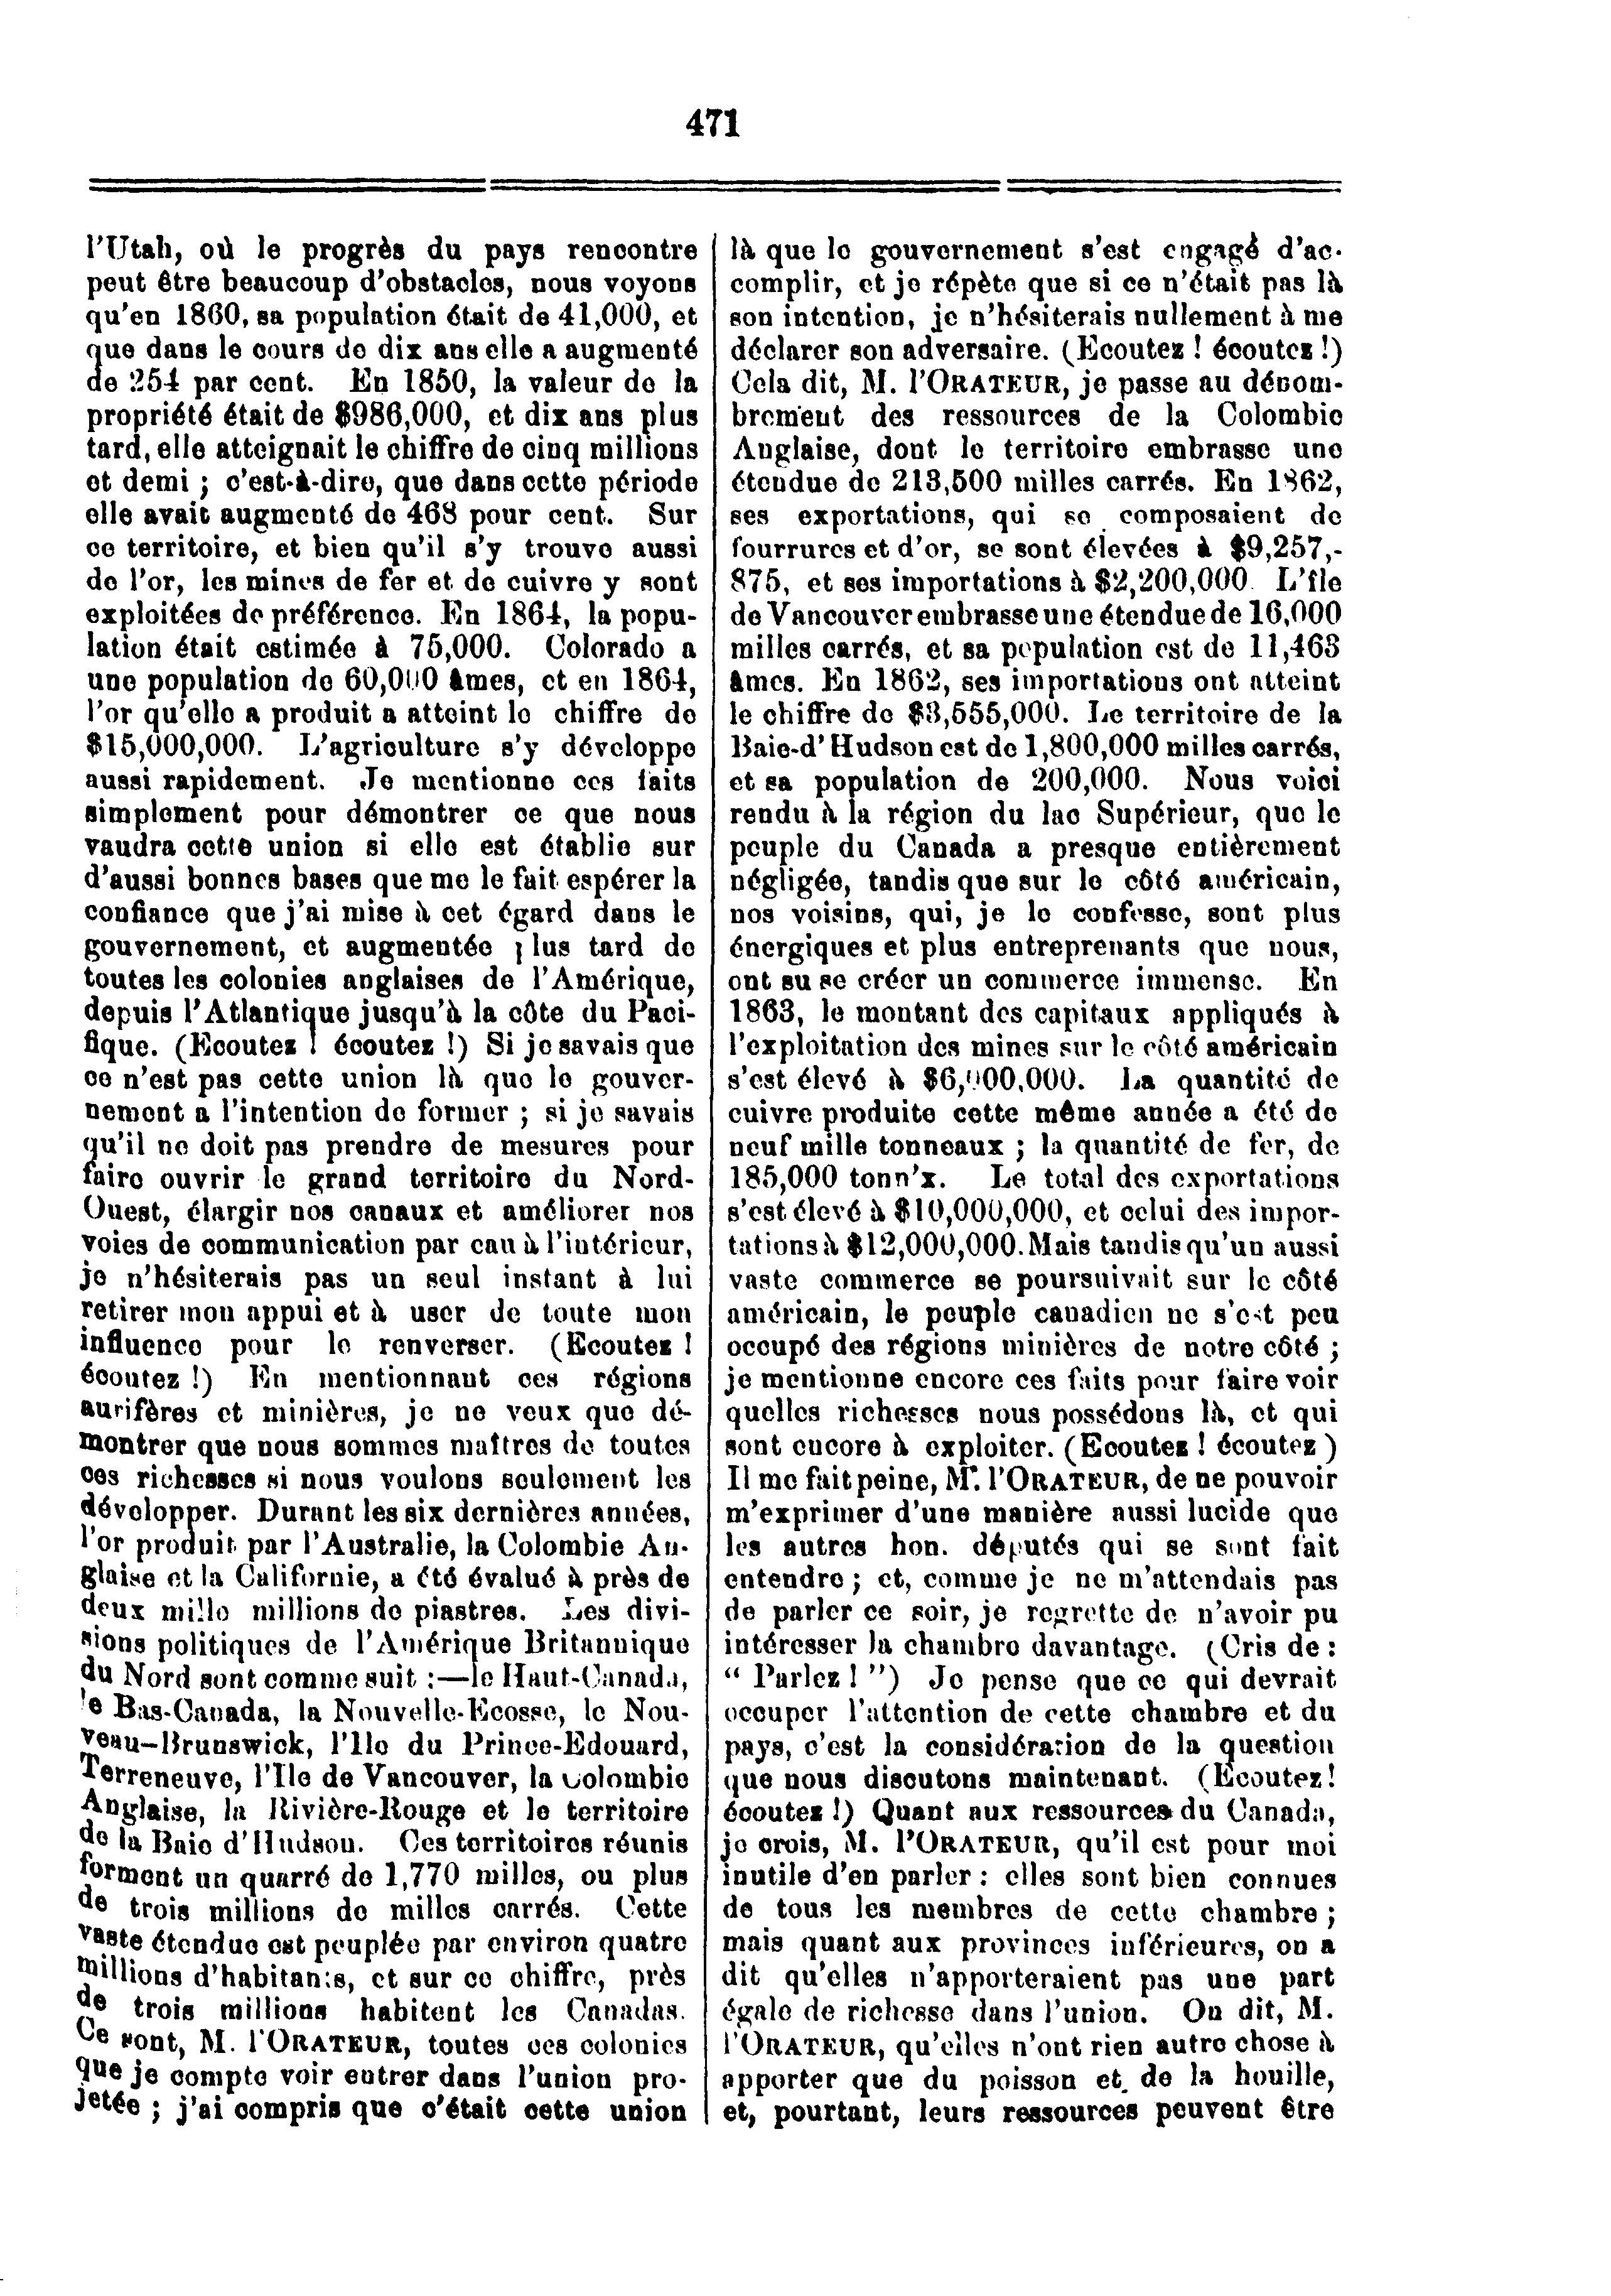 471
l'Utah, où le progrès du pays rencontre
peut être beaucoup d'obstacles, nous voyons
qu'en 1860, sa population était de 41,000, et
que dans le cours de dix ans elle a augmenté
de 254 par cent. En 1850, la valeur de la
propriété était de $986,000, et dix ans plus
tard, elle atteignait le chiffre de cinq millions
et demi ; c'est-à-dire, que dans cette période
elle avait augmenté de 468 pour cent. Sur
ce territoire, et bien qu'il s'y trouve aussi
de l'or, les mines de fer et de cuivre y sont
exploitées de préférence. En 1864, la popu-
lation était estimée à 75,000. Colorado a
une population de 60,000 âmes, et en 1864,
l'or qu'elle a produit a atteint le chiffre de
$15,000,000. L'agriculture s'y développe
aussi rapidement. Je mentionne ces faits
simplement pour démontrer ce que nous
vaudra cette union si elle est établie sur
d'aussi bonnes bases que me le fait espérer la
confiance que j'ai mise à cet égard dans le
gouvernement, et augmentée plus tard de
toutes les colonies anglaises de l'Amérique,
depuis l'Atlantique jusqu'à la côte du Paci-
fique. (Ecoutez ! écoutez !) Si je savais que
ce n'est pas cette union là que le gouver-
nement a l'intention de former ; si je savais
qu'il ne doit pas prendre de mesures pour
faire ouvrir le grand territoire du Nord-
Ouest, élargir nos canaux et améliorer nos
voies de communication par eau à l'intérieur,
je n'hésiterais pas un seul instant à lui
retirer mon appui et à user de toute mon
influence pour le renverser. (Ecoutez !
écoutez !) En mentionnant ces régions
aurifères et minières, je ne veux que dé-
montrer que nous sommes maîtres de toutes
ces richesses si nous voulons seulement les
développer. Durant les six dernières années,
l'or produit par l'Australie, la Colombie An-
glaise et la Californie, a été évalué à près de
deux mille millions de piastres. Les divi-
sions politiques de l'Amérique Britannique
du Nord sont comme suit :—le Haut-Canada,
le Bas-Canada, la Nouvelle-Ecosse, le Nou-
veau-Brunswick, l'Ile du Prince-Edouard,
Terreneuve, l'Ile de Vancouver, la Colombie
Anglaise, la Rivière-Rouge et le territoire
de la Baie d'Hudson. Ces territoires réunis
forment un quarré de 1,770 milles, ou plus
de trois millions de milles carrés. Cette
vaste étendue est peuplée par environ quatre
millions d'habitants, et sur ce chiffre, près
de trois millions habitent les Canadas.
Ce sont, M. l'ORATEUR, toutes ces colonies
que je compte voir entrer dans l'union pro-
jetée ; j'ai compris que c'était cette union
là que le gouvernement s'est engagé d'ac-
complir, et je répète que si ce n'était pas là
son intention, je n'hésiterais nullement à me
déclarer son adversaire. (Ecoutez ! écoutez !)
Cela dit, M. l'ORATEUR, je passe au dénom-
brement des ressources de la Colombie
Anglaise, dont le territoire embrasse une
étendue de 213,500 milles carrés. En 1862,
ses exportations, qui se composaient de
fourrures et d'or, se sont élevées à $9,257,-
875, et ses importations à $2,200,000. L'île
de Vancouver embrasse une étendue de 16,000
milles carrés, et sa population est de 11,463
âmes. En 1862, ses importations ont atteint
le chiffre de $3,555,000. Le territoire de la
Baie-d'Hudson est de 1,800,000 milles carrés,
et sa population de 200,000. Nous voici
rendu à la région du lac Supérieur, que le
peuple du Canada a presque entièrement
négligée, tandis que sur le côté américain,
nos voisins, qui, je le confesse, sont plus
énergiques et plus entreprenants que nous,
ont su se créer un commerce immense. En
1863, le montant des capitaux appliqués à
l'exploitation des mines sur le côté américain
s'est élevé à $6,000,000. La quantité de
cuivre produite cette même année a été de
neuf mille tonneaux ; la quantité de fer, de
185,000 tonn'x. Le total des exportations
s'est élevé à $10,000,000, et celui des impor-
tations à $12,000,000. Mais tandis qu'un aussi
vaste commerce se poursuivait sur le côté
américain, le peuple canadien ne s'est peu
occupé des régions minières de notre côté ;
je mentionne encore ces faits pour faire voir
quelles richesses nous possédons là, et qui
sont encore à exploiter. (Ecoutez ! écoutez )
Il me fait peine, M. l'ORATEUR, de ne pouvoir
m'exprimer d'une manière aussi lucide que
les autres hon. députés qui se sont fait
entendre ; et, comme je ne m'attendais pas
de parler ce soir, je regrette de n'avoir pu
intéresser la chambre davantage. (Cris de :
“ Parlez ! ”) Je pense que ce qui devrait
occuper l'attention de cette chambre et du
pays, c'est la considération de la question
que nous discutons maintenant. (Ecoutez !
écoutez !) Quant aux ressources du Canada,
je crois, M. l'ORATEUR, qu'il est pour moi
inutile d'en parler : elles sont bien connues
de tous les membres de cette chambre ;
mais quant aux provinces inférieures, on a
dit qu'elles n'apporteraient pas une part
égale de richesse dans l'union. On dit, M.
l'ORATEUR, qu'elles n'ont rien autre chose à
apporter que du poisson et de la houille,
et, pourtant, leurs ressources peuvent être